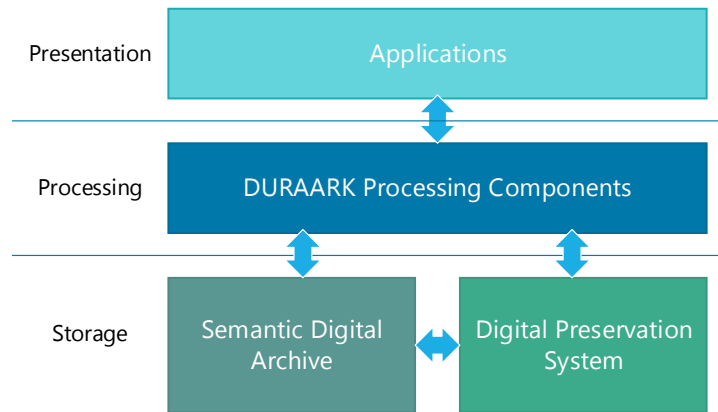 Presentation
Applications
Processing
DURAARK Processing Components
Storage
Semantic Digital
Archive
Digital Preservation
System